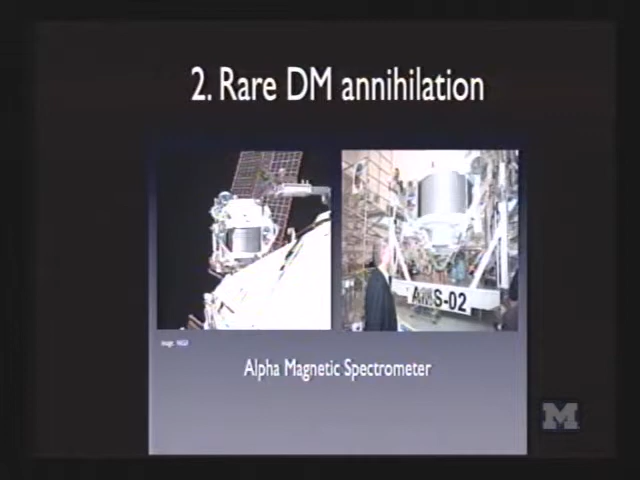 2. Rare DM annihilation
AMS-02
Alpha Magnetic Spectrometer
M